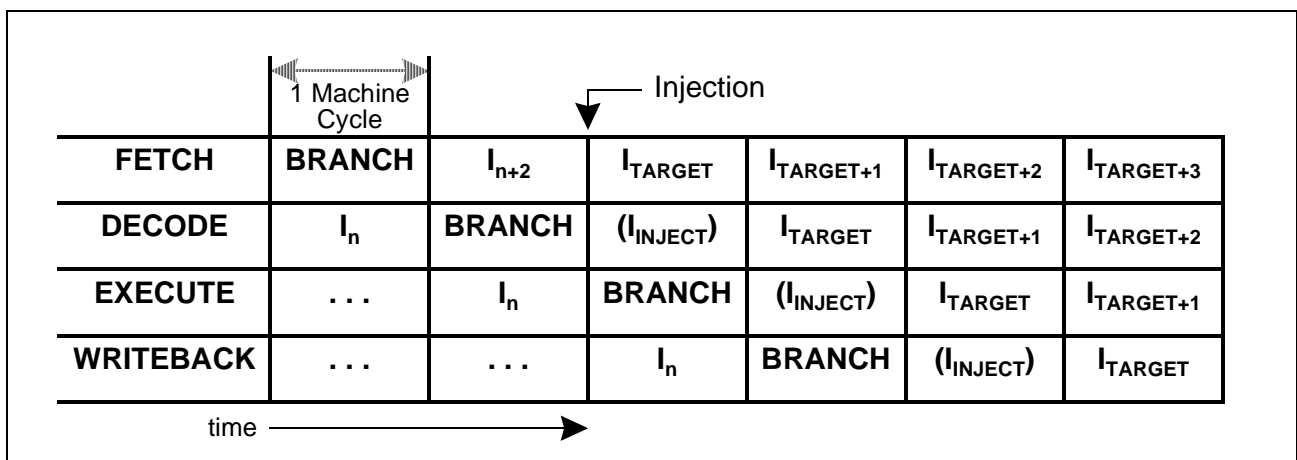 1 Machine
Cycle
Injection
FETCH BRANCH In+2 ITARGET ITARGET+1 ITARGET+2 ITARGET+3
DECODE In BRANCH (IINJECT) ITARGET ITARGET+1 ITARGET+2
EXECUTE . . . In BRANCH (IINJECT) ITARGET ITARGET+1
WRITEBACK . . . . . . In BRANCH (IINJECT) ITARGET
time